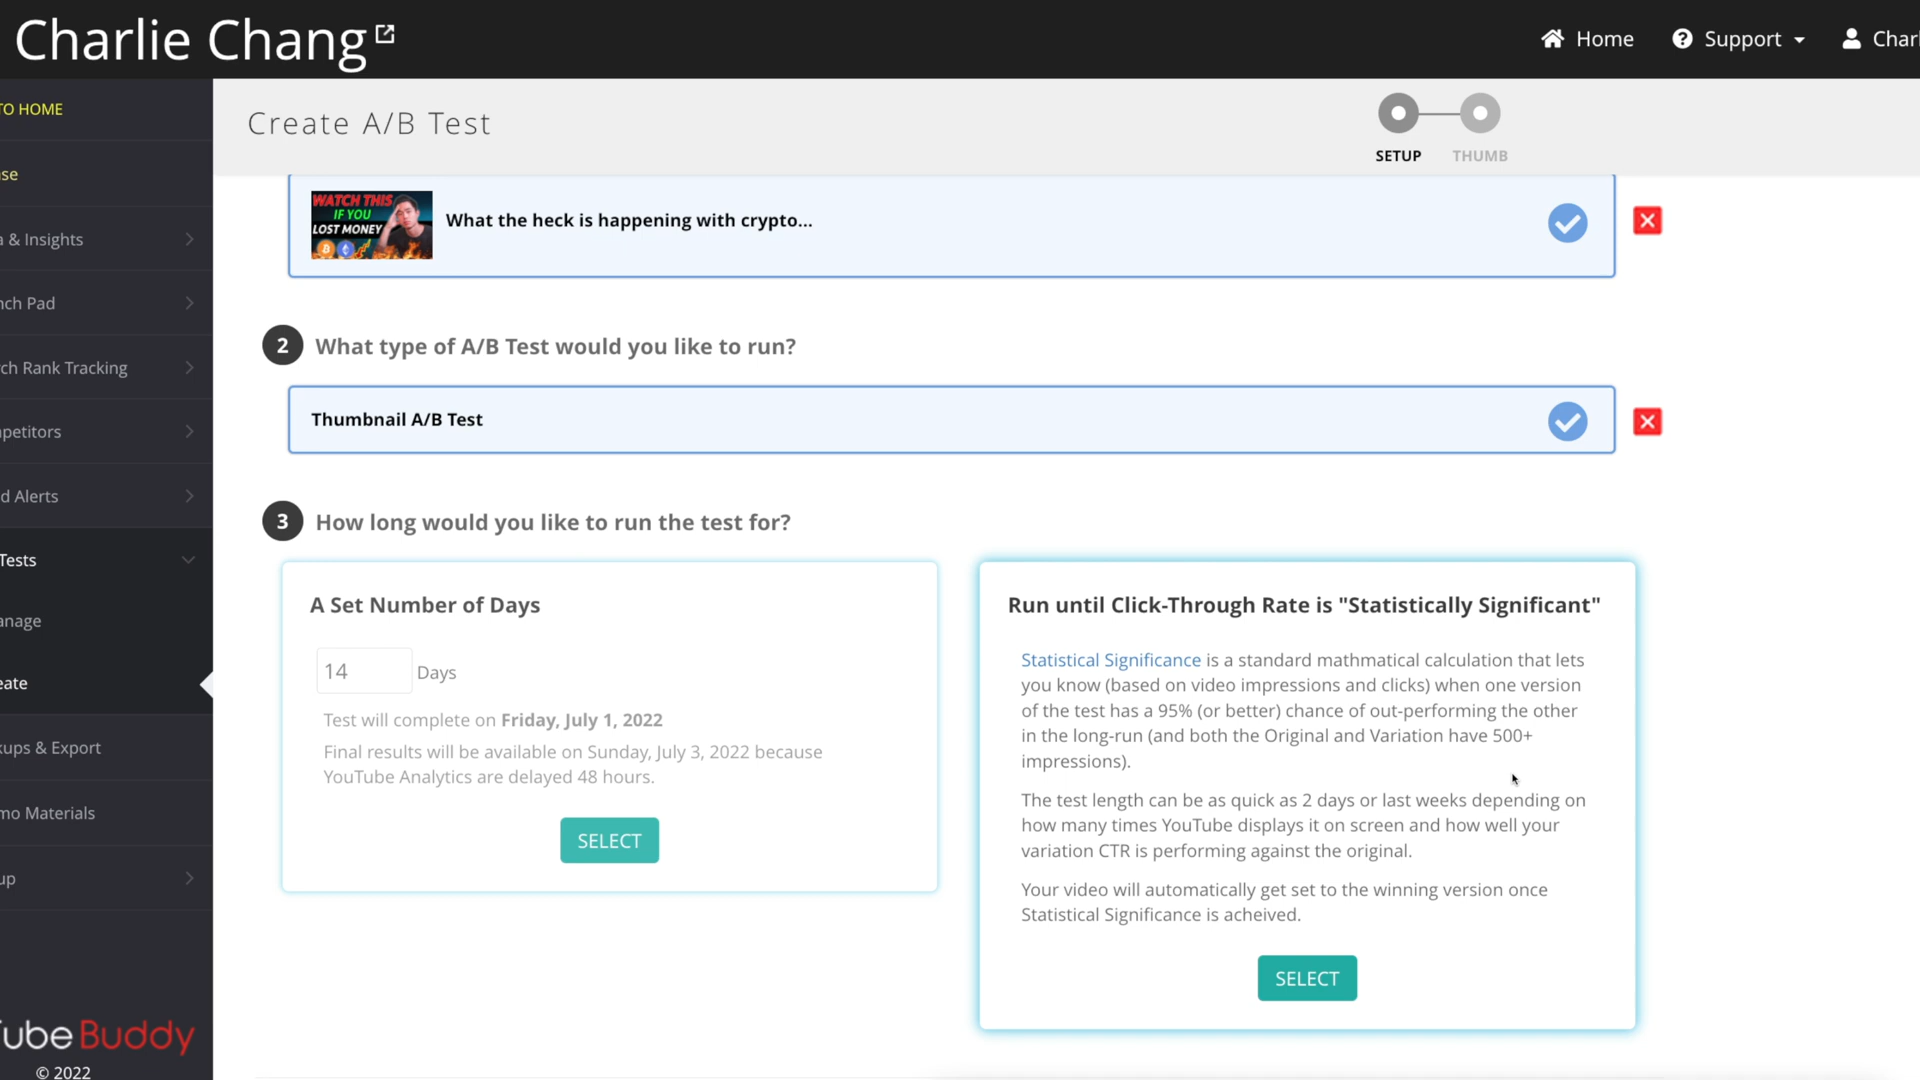 Charlie Chang
Home
Support
Charl
TO HOME
se
a & Insights
nch Pad
ch Rank Tracking
petitors
d Alerts
Tests
anage
eate
kups & Export
mo Materials
up
ube Buddy
© 2022
Create A/B Test
SETUP
THUMB
WATCH THIS
IF YOU
LOST MONEY
What the heck is happening with crypto...
2 What type of A/B Test would you like to run?
Thumbnail A/B Test
3 How long would you like to run the test for?
A Set Number of Days
14 Days
Test will complete on Friday, July 1, 2022
Final results will be available on Sunday, July 3, 2022 because
YouTube Analytics are delayed 48 hours.
SELECT
Run until Click-Through Rate is "Statistically Significant"
Statistical Significance is a standard mathmatical calculation that lets
you know (based on video impressions and clicks) when one version
of the test has a 95% (or better) chance of out-performing the other
in the long-run (and both the Original and Variation have 500+
impressions).
The test length can be as quick as 2 days or last weeks depending on
how many times YouTube displays it on screen and how well your
variation CTR is performing against the original.
Your video will automatically get set to the winning version once
Statistical Significance is acheived.
SELECT